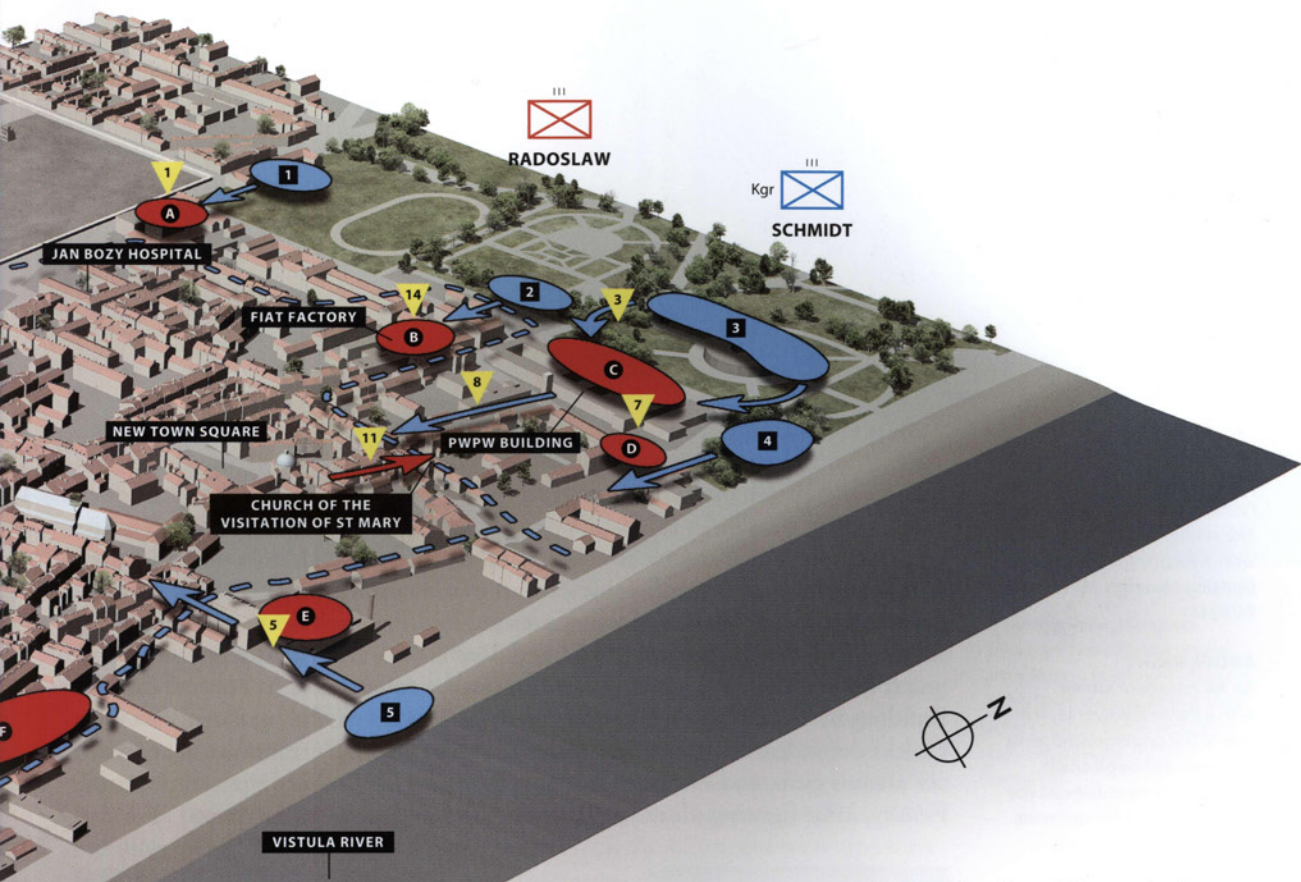 III
RADOSLAW
III
Kgr
SCHMIDT
1
1
A
JAN BOZY HOSPITAL
14
2
3
FIAT FACTORY
B
3
C
8
7
NEW TOWN SQUARE
11
PWPW BUILDING
D
4
CHURCH OF THE
VISITATION OF ST MARY
E
5
5
F
N
VISTULA RIVER